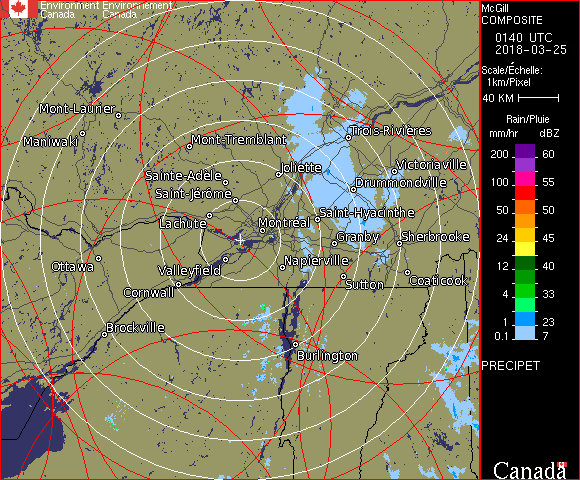 Environment Environnement
Canada Canada
McGill
COMPOSITE
0140 UTC
2018-03-25
Scale/Échelle:
1km/Pixel
40 KM
Rain/Pluie
mm/hr dBZ
200 60
100 55
50 50
24 45
12 40
4 33
1 23
0.1 7
PRECIPET
Canada
Mont-Laurier
Maniwaki
Mont-Tremblant
Trois-Rivières
Joliette
Victoriaville
Sainte-Adèle
Drummondville
Saint-Jérôme
Saint-Hyacinthe
Lachute
Montréal
Granby
Sherbrooke
Ottawa
Valleyfield
Napierville
Cornwall
Sutton
Coaticook
Brockville
Burlington